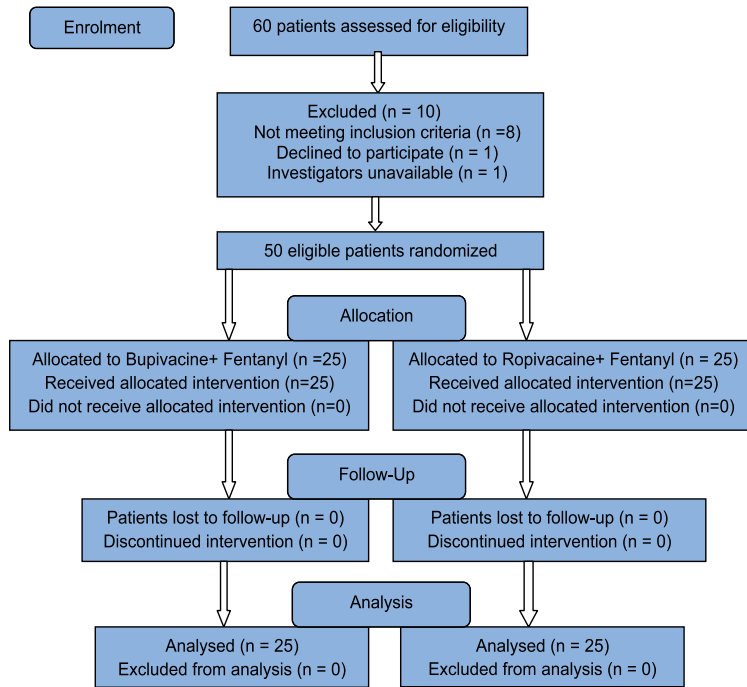 Enrolment
60 patients assessed for eligibility
Excluded (n = 10)
Not meeting inclusion criteria (n =8)
Declined to participate (n = 1)
Investigators unavailable (n = 1)
50 eligible patients randomized
Allocation
Allocated to Bupivacine+ Fentanyl (n =25)
Received allocated intervention (n=25)
Did not receive allocated intervention (n=0)
Allocated to Ropivacaine+ Fentanyl (n = 25)
Received allocated intervention (n=25)
Did not receive allocated intervention (n=0)
Follow-Up
Patients lost to follow-up (n = 0)
Discontinued intervention (n = 0)
Patients lost to follow-up (n = 0)
Discontinued intervention (n = 0)
Analysis
Analysed (n = 25)
Excluded from analysis (n = 0)
Analysed (n = 25)
Excluded from analysis (n = 0)